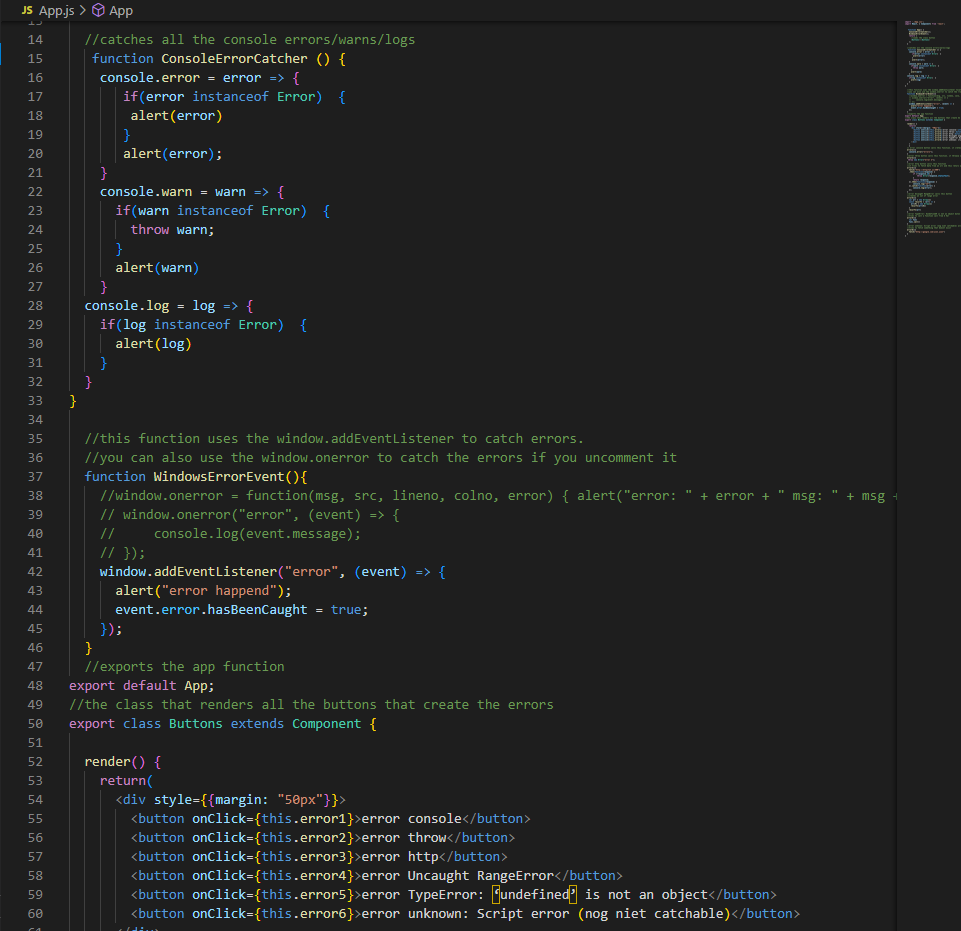 JS App.js > App
13
14 //catches all the console errors/warns/logs
15 function ConsoleErrorCatcher () {
16 console.error = error => {
17 if(error instanceof Error) {
18 alert(error)
19 }
20 alert(error);
21 }
22 console.warn = warn => {
23 if(warn instanceof Error) {
24 throw warn;
25 }
26 alert(warn)
27 }
28 console.log = log => {
29 if(log instanceof Error) {
30 alert(log)
31 }
32 }
33 }
34
35 //this function uses the window.addEventListener to catch errors.
36 //you can also use the window.onerror to catch the errors if you uncomment it
37 function WindowsErrorEvent(){
38 //window.onerror = function(msg, src, lineno, colno, error) { alert("error: " + error + " msg: " + msg +
39 // window.onerror("error", (event) => {
40 // console.log(event.message);
41 // });
42 window.addEventListener("error", (event) => {
43 alert("error happend");
44 event.error.hasBeenCaught = true;
45 });
46 }
47 //exports the app function
48 export default App;
49 //the class that renders all the buttons that create the errors
50 export class Buttons extends Component {
51
52 render() {
53 return(
54 <div style={{margin: "50px"}}>
55 <button onClick={this.error1}>error console</button>
56 <button onClick={this.error2}>error throw</button>
57 <button onClick={this.error3}>error http</button>
58 <button onClick={this.error4}>error Uncaught RangeError</button>
59 <button onClick={this.error5}>error TypeError: ‘undefined’ is not an object</button>
60 <button onClick={this.error6}>error unknown: Script error (nog niet catchable)</button>
61 </div>